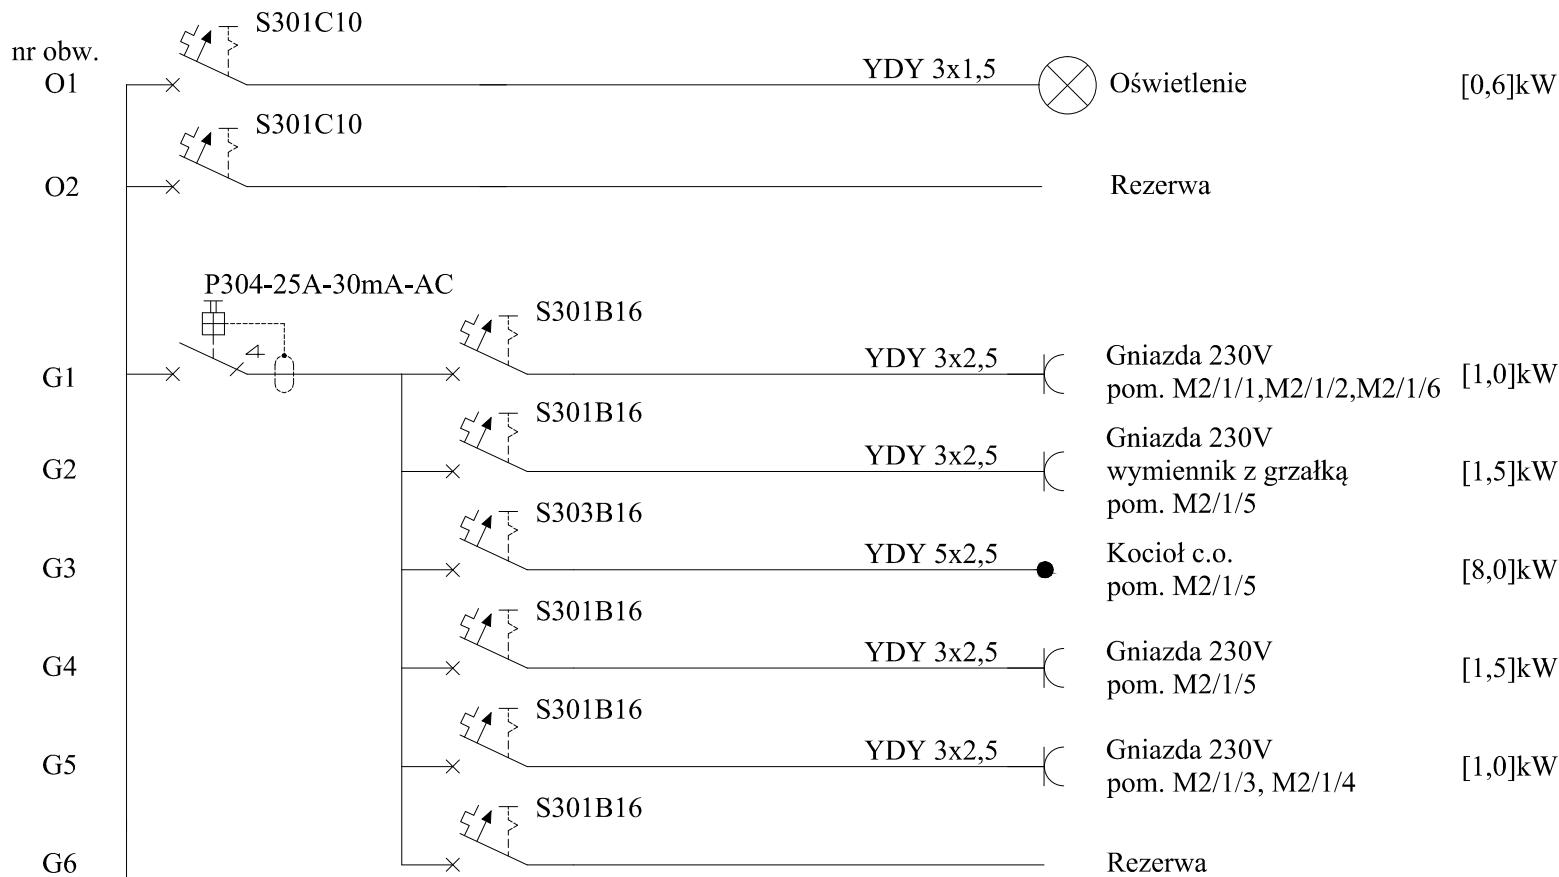 nr obw.
O1
S301C10
YDY 3x1,5
Oświetlenie
[0,6]kW
O2
S301C10
Rezerwa
P304-25A-30mA-AC
4
G1
S301B16
YDY 3x2,5
Gniazda 230V
pom. M2/1/1,M2/1/2,M2/1/6
[1,0]kW
G2
S301B16
YDY 3x2,5
Gniazda 230V
wymiennik z grzałką
pom. M2/1/5
[1,5]kW
G3
S303B16
YDY 5x2,5
Kocioł c.o.
pom. M2/1/5
[8,0]kW
G4
S301B16
YDY 3x2,5
Gniazda 230V
pom. M2/1/5
[1,5]kW
G5
S301B16
YDY 3x2,5
Gniazda 230V
pom. M2/1/3, M2/1/4
[1,0]kW
G6
S301B16
Rezerwa